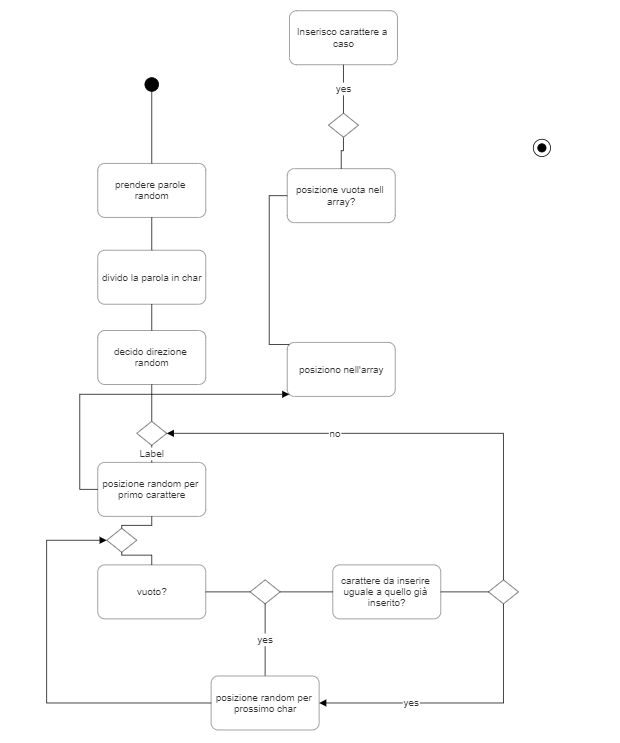 Inserisco carattere a
caso
yes
prendere parole
random
posizione vuota nell
array?
divido la parola in char
decido direzione
random
posiziono nell'array
no
Label
posizione random per
primo carattere
vuoto?
carattere da inserire
uguale a quello già
inserito?
yes
posizione random per
prossimo char
yes